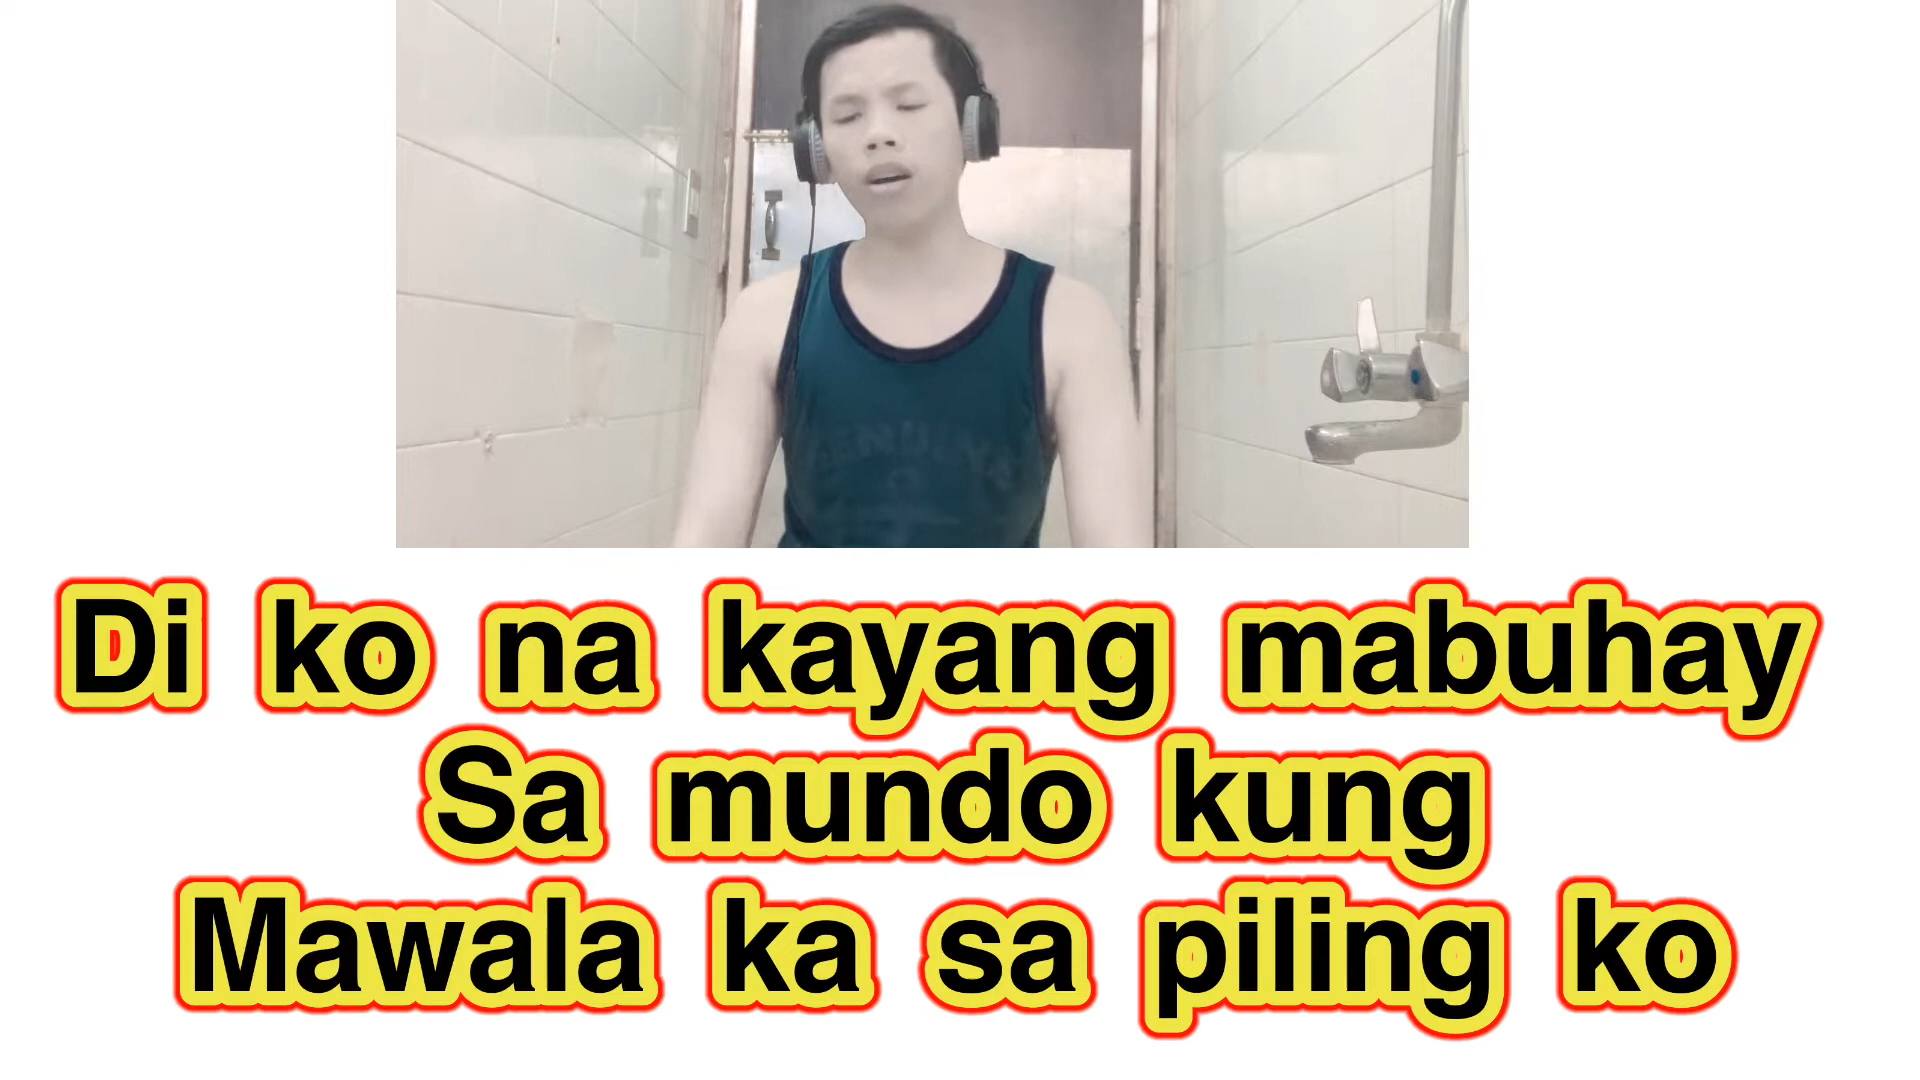 Di ko na kayang mabuhay
Sa mundo kung
Mawala ka sa piling ko